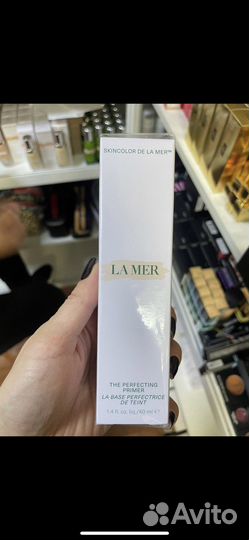 SKINCOLOR DE LA MER™
LA MER
THE PERFECTING
PRIMER
LA BASE PERFECTRICE
DE TEINT
1.4 fl. oz. liq./40 ml e
Avito